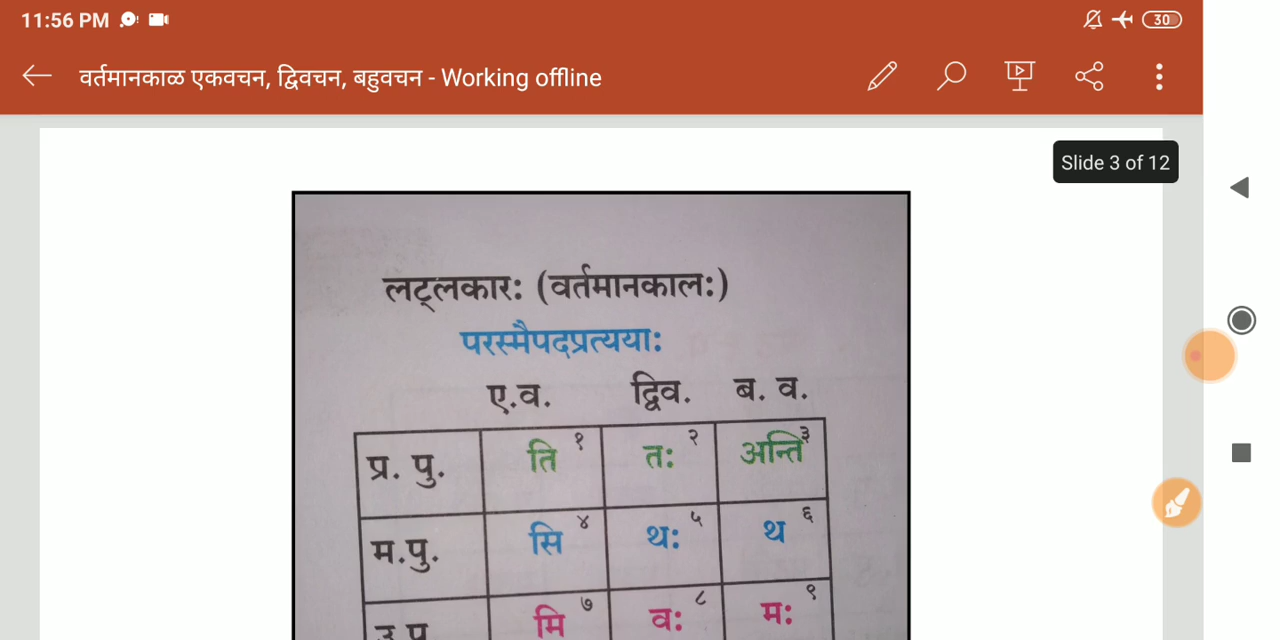 11:56 PM
30
वर्तमानकाळ एकवचन, द्विवचन, बहुवचन - Working offline
Slide 3 of 12
लट्लकारः (वर्तमानकालः)
परस्मैपदप्रत्ययाः
ए.व. द्विव. ब. व.
प्र. पु. ति १ तः २ अन्ति ३
म.पु. सि ४ थः ५ थ ६
मि ७ वः ८ मः ९